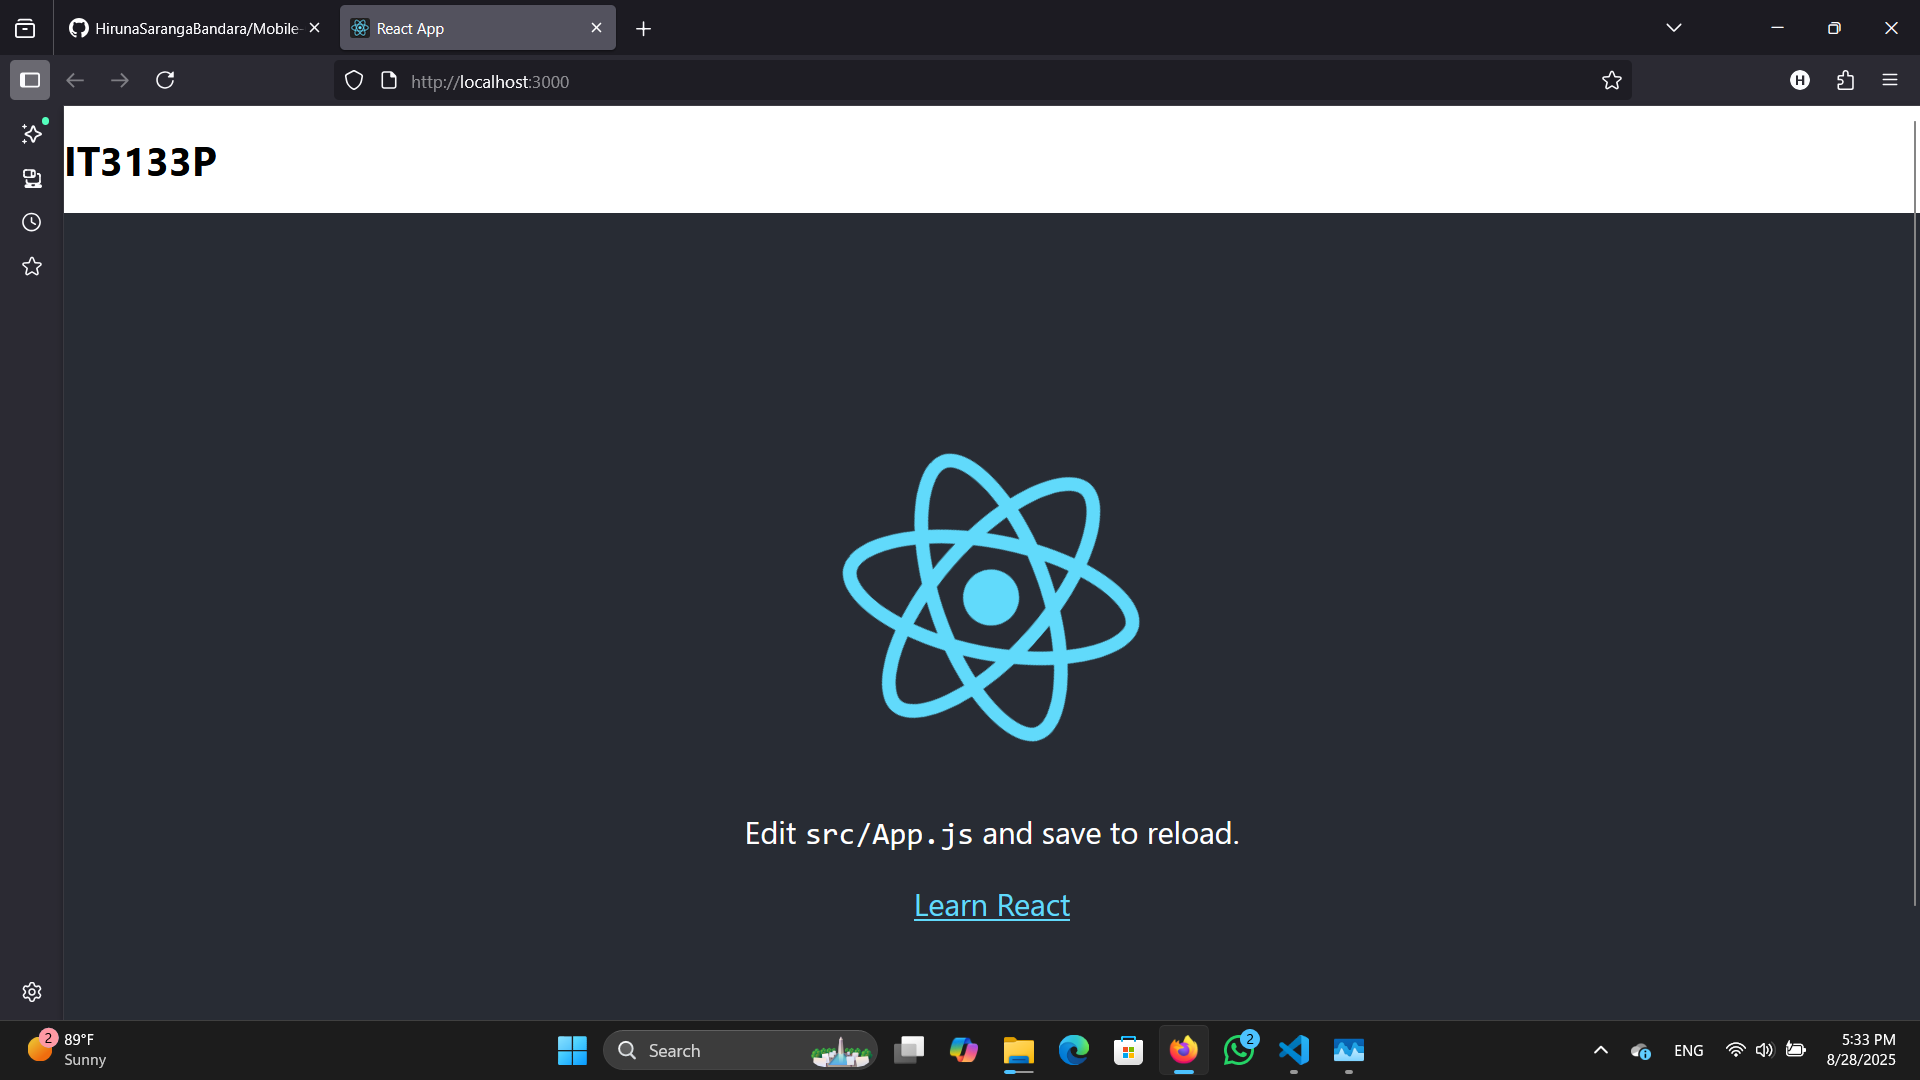 HirunaSarangaBandara/Mobile-
React App
http://localhost:3000
H
IT3133P
Edit src/App.js and save to reload.
Learn React
2
89°F
Sunny
Search
2
ENG
5:33 PM
8/28/2025